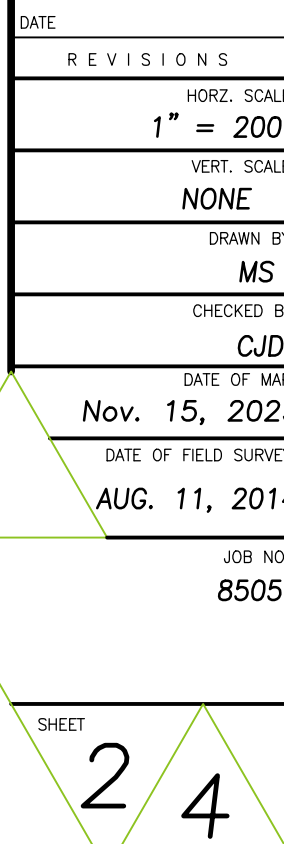 DATE
REVISIONS
HORZ. SCALE
1" = 200
VERT. SCALE
NONE
DRAWN BY
MS
CHECKED B
CJD
DATE OF MAP
Nov. 15, 202
DATE OF FIELD SURVEY
AUG. 11, 2014
JOB NO
8505
SHEET
2 4